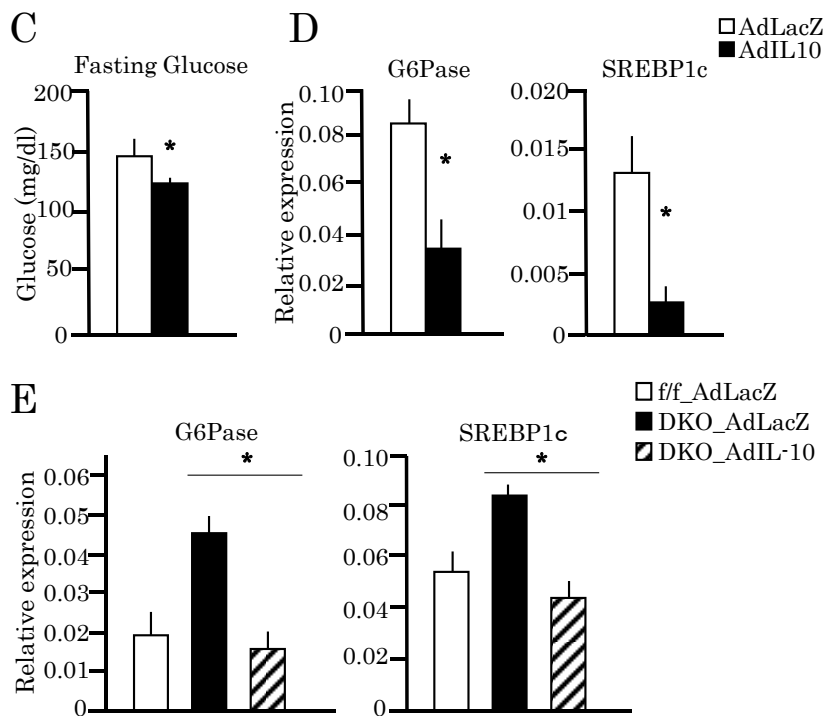 C
D
AdLacZ
AdIL10
Fasting Glucose
200
150
100
50
0
Glucose (mg/dl)
*
G6Pase
0.10
0.08
0.06
0.04
0.02
0
Relative expression
*
SREBP1c
0.020
0.015
0.01
0.005
0
*
E
f/f_AdLacZ
DKO_AdLacZ
DKO_AdIL-10
G6Pase
0.06
0.05
0.04
0.03
0.02
0.01
0
Relative expression
*
SREBP1c
0.10
0.08
0.06
0.04
0.02
0
*